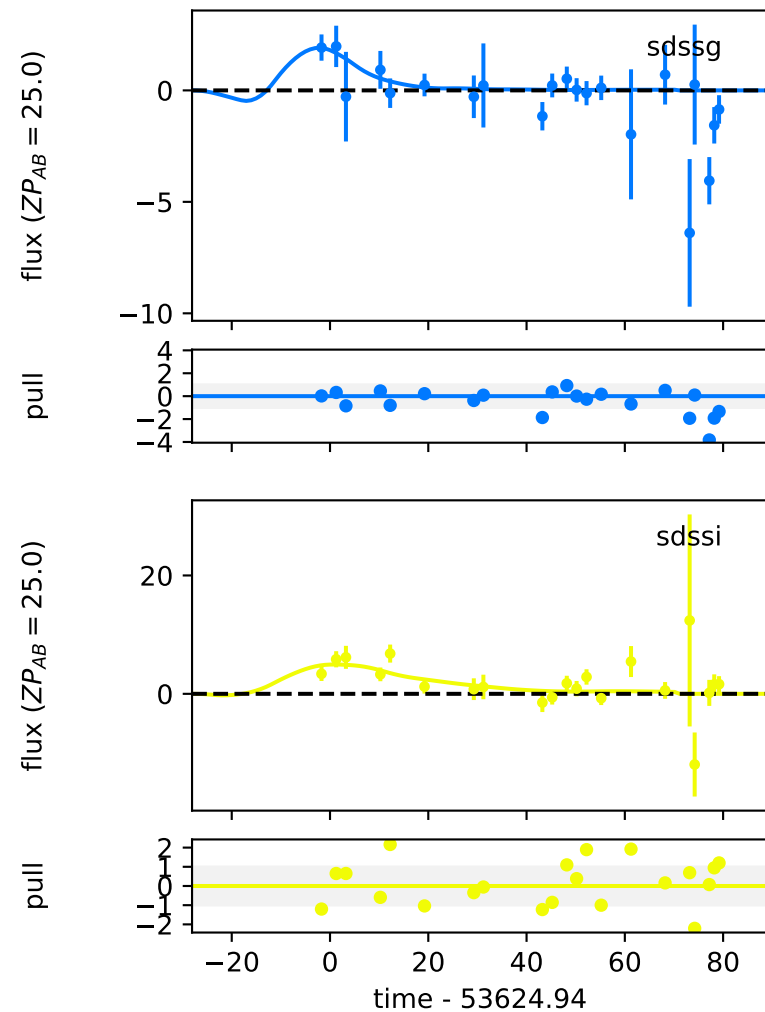 sdssg
flux (ZP_AB = 25.0)
0
−5
−10
pull
4
2
0
−2
−4
sdssi
flux (ZP_AB = 25.0)
20
0
pull
2
1
0
−1
−2
−20 0 20 40 60 80
time - 53624.94